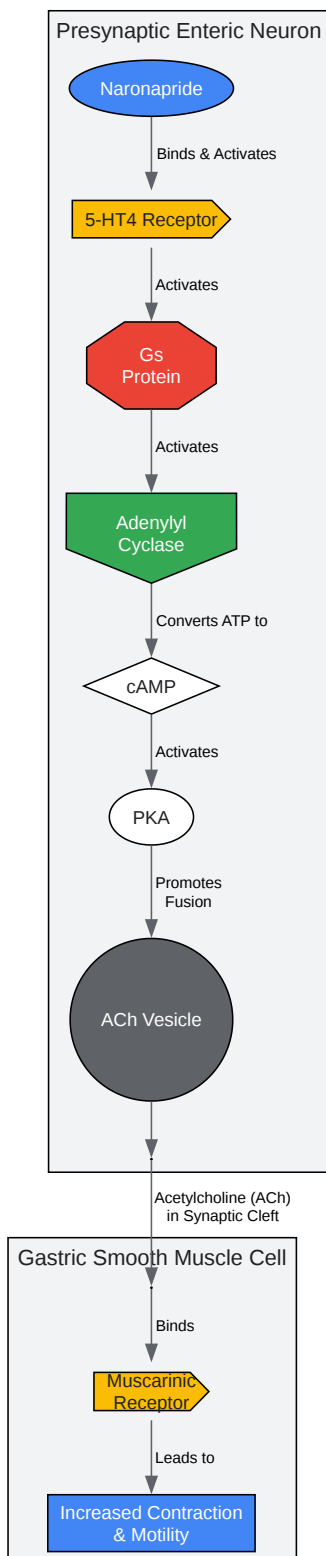 Presynaptic Enteric Neuron
Naronapride
Binds & Activates
5-HT4 Receptor
Activates
Gs
Protein
Activates
Adenylyl
Cyclase
Converts ATP to
cAMP
Activates
PKA
Promotes
Fusion
ACh Vesicle
Acetylcholine (ACh)
in Synaptic Cleft
Gastric Smooth Muscle Cell
Binds
Muscarinic
Receptor
Leads to
Increased Contraction
& Motility